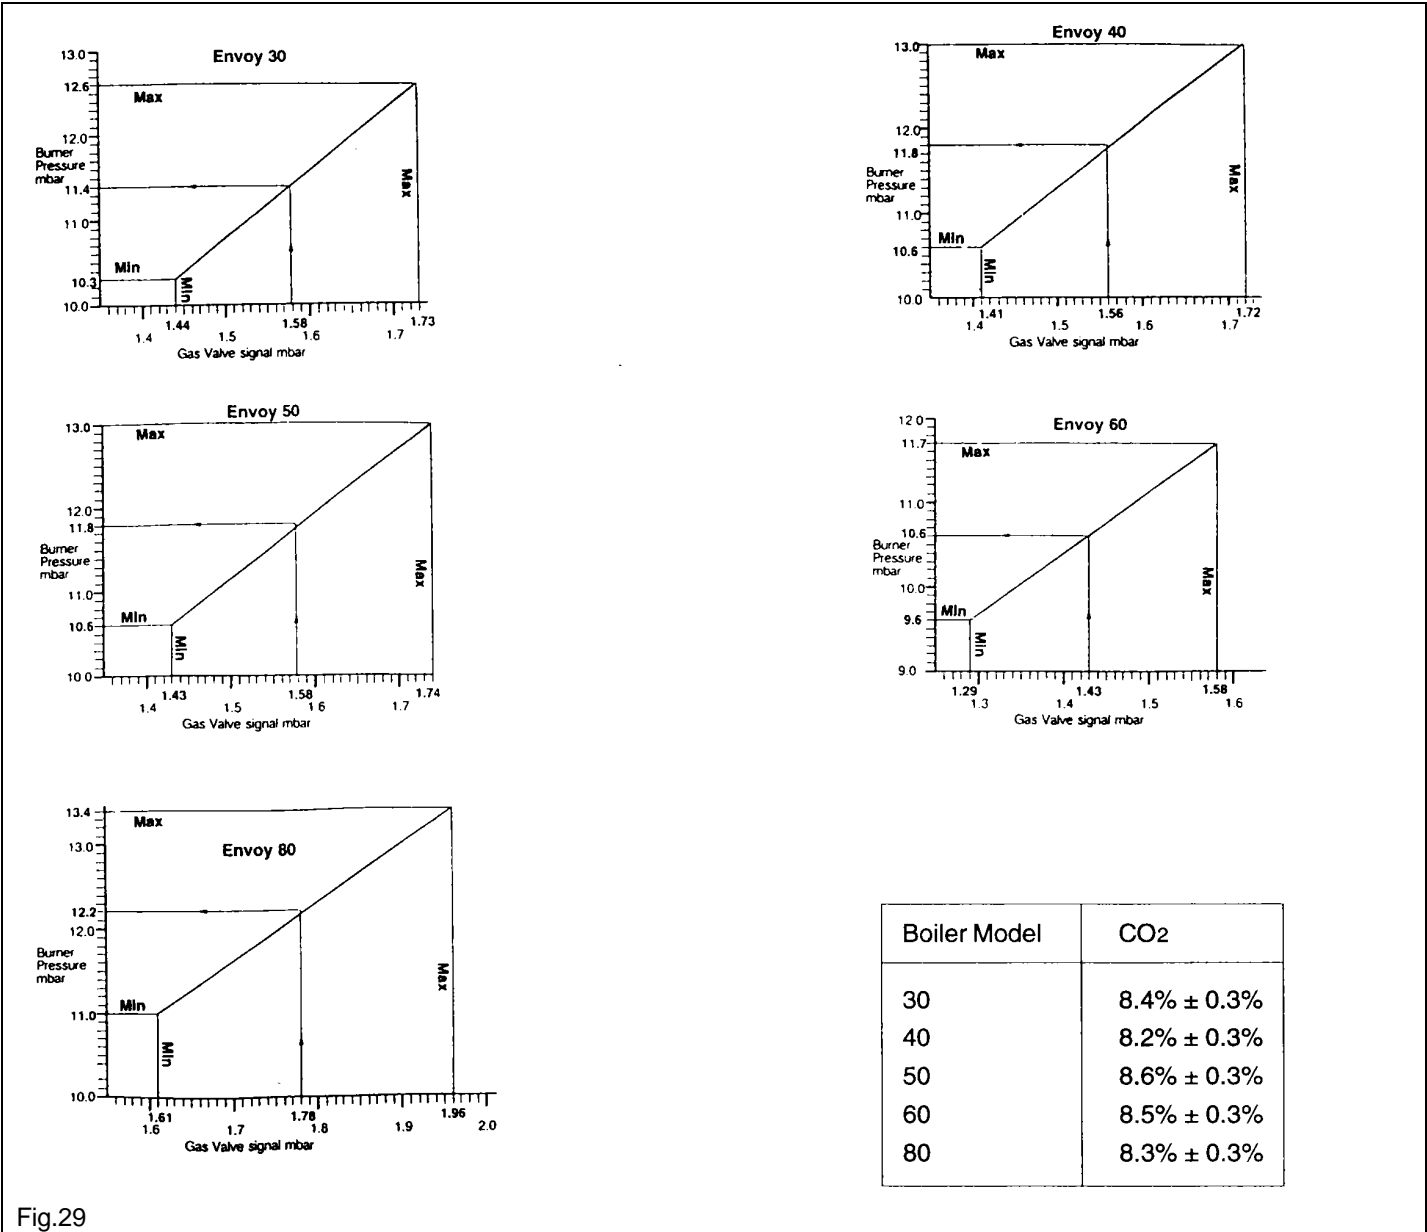 Envoy 30
13.0
12.6
Max
12.0
Burner
Pressure
mbar
11.4
Max
11.0
Min
10.3
Min
10.0
1.44 1.58 1.73
1.4 1.5 1.6 1.7
Gas Valve signal mbar
Envoy 40
13.0
Max
12.0
11.8
Burner
Pressure
mbar
Max
11.0
Min
10.6
Min
10.0
1.41 1.56 1.72
1.4 1.5 1.6 1.7
Gas Valve signal mbar
Envoy 50
13.0
Max
12.0
11.8
Burner
Pressure
mbar
Max
11.0
Min
10.6
Min
10.0
1.43 1.58 1.74
1.4 1.5 1.6 1.7
Gas Valve signal mbar
12.0
Envoy 60
11.7
Max
11.0
10.6
Burner
Pressure
mbar
Max
10.0
Min
9.6
Min
9.0
1.29 1.43 1.58
1.3 1.4 1.5 1.6
Gas Valve signal mbar
13.4
Max
13.0
Envoy 80
12.2
12.0
Burner
Pressure
mbar
Max
Min
11.0
Min
10.0
1.61 1.78 1.96
1.6 1.7 1.8 1.9 2.0
Gas Valve signal mbar
Boiler Model CO2
30 8.4% ± 0.3%
40 8.2% ± 0.3%
50 8.6% ± 0.3%
60 8.5% ± 0.3%
80 8.3% ± 0.3%
Fig.29